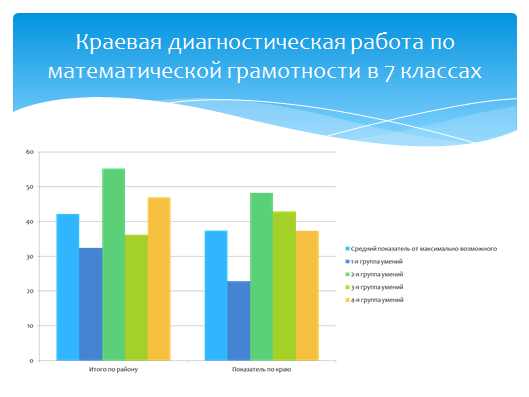 Краевая диагностическая работа по
математической грамотности в 7 классах
60
50
40
30
20
10
0
Итого по району
Показатель по краю
Средний показатель от максимально возможного
1-я группа умений
2-я группа умений
3-я группа умений
4-я группа умений